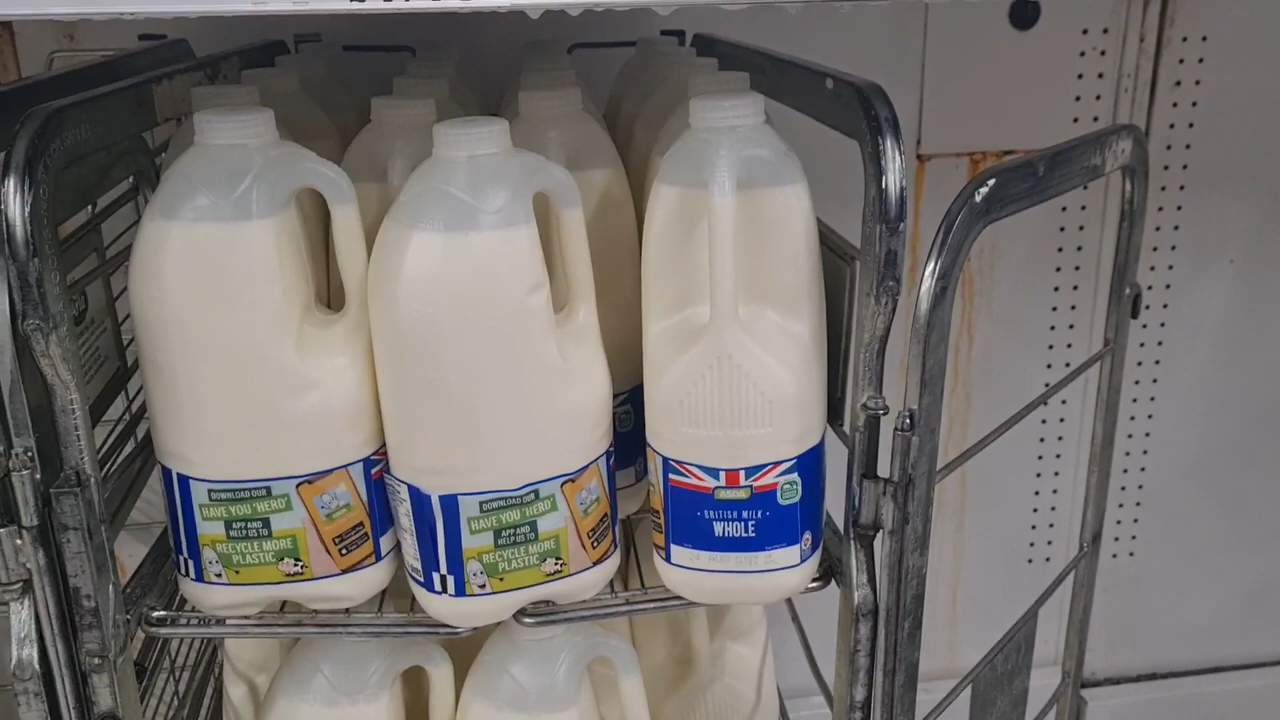 DOWNLOAD OUR
HAVE YOU 'HERD'
APP AND
HELP US TO
RECYCLE MORE
PLASTIC
DOWNLOAD OUR
HAVE YOU 'HERD'
APP AND
HELP US TO
RECYCLE MORE
PLASTIC
ASDA
• BRITISH MILK •
WHOLE